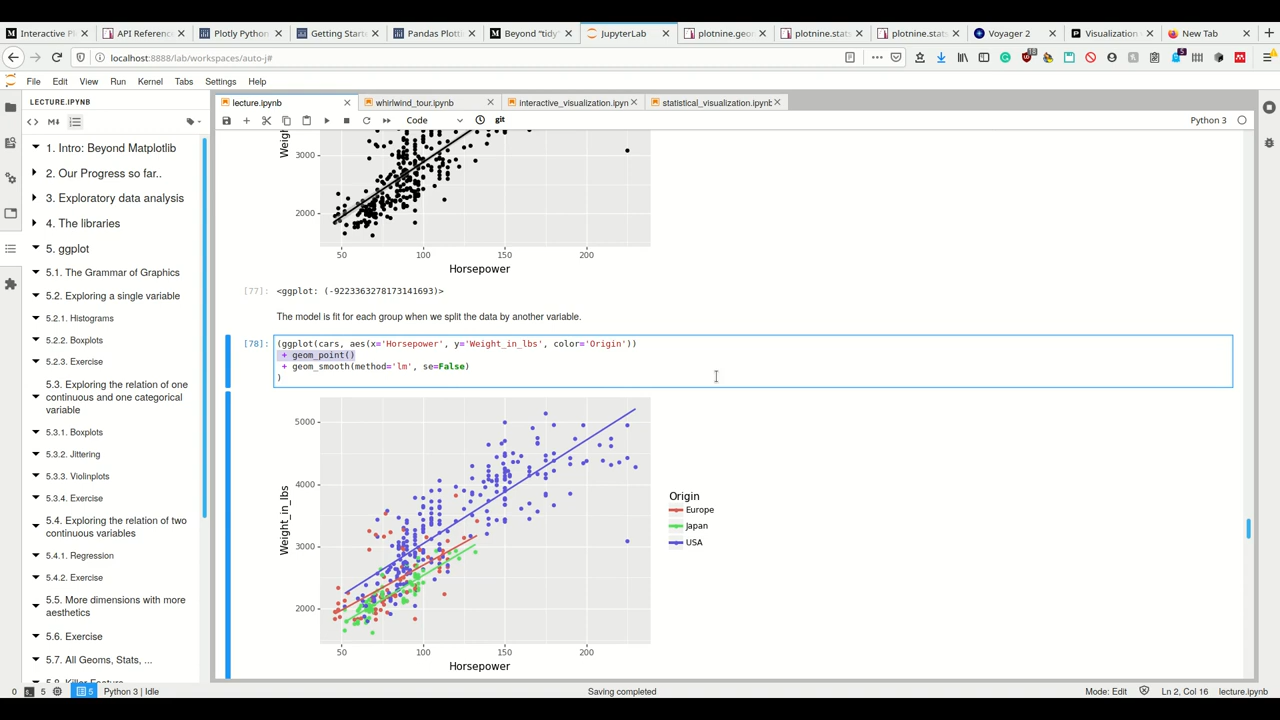 Interactive Pl
API Referenc
Plotly Python
Getting Start
Pandas Plotti
Beyond "tidy"
JupyterLab
plotnine.geor
plotnine.stats
plotnine.stats
Voyager 2
Visualization
New Tab
localhost:8888/lab/workspaces/auto-j#
File Edit View Run Kernel Tabs Settings Help
LECTURE.IPYNB
lecture.ipynb
whirlwind_tour.ipynb
interactive_visualization.ipyn
statistical_visualization.ipynb
Code
git
Python 3
1. Intro: Beyond Matplotlib
2. Our Progress so far..
3. Exploratory data analysis
4. The libraries
5. ggplot
5.1. The Grammar of Graphics
5.2. Exploring a single variable
5.2.1. Histograms
5.2.2. Boxplots
5.2.3. Exercise
5.3. Exploring the relation of one
continuous and one categorical
variable
5.3.1. Boxplots
5.3.2. Jittering
5.3.3. Violinplots
5.3.4. Exercise
5.4. Exploring the relation of two
continuous variables
5.4.1. Regression
5.4.2. Exercise
5.5. More dimensions with more
aesthetics
5.6. Exercise
5.7. All Geoms, Stats, ...
5.8. Killer Feature
Weigh
3000
2000
50 100 150 200
Horsepower
[77]: <ggplot: (-9223363278173141693)>
The model is fit for each group when we split the data by another variable.
[78]: (ggplot(cars, aes(x='Horsepower', y='Weight_in_lbs', color='Origin'))
+ geom_point()
+ geom_smooth(method='lm', se=False)
)
5000
4000
3000
2000
Weight_in_lbs
50 100 150 200
Horsepower
Origin
Europe
Japan
USA
0 5 5 Python 3 | Idle
Saving completed
Mode: Edit Ln 2, Col 16 lecture.ipynb